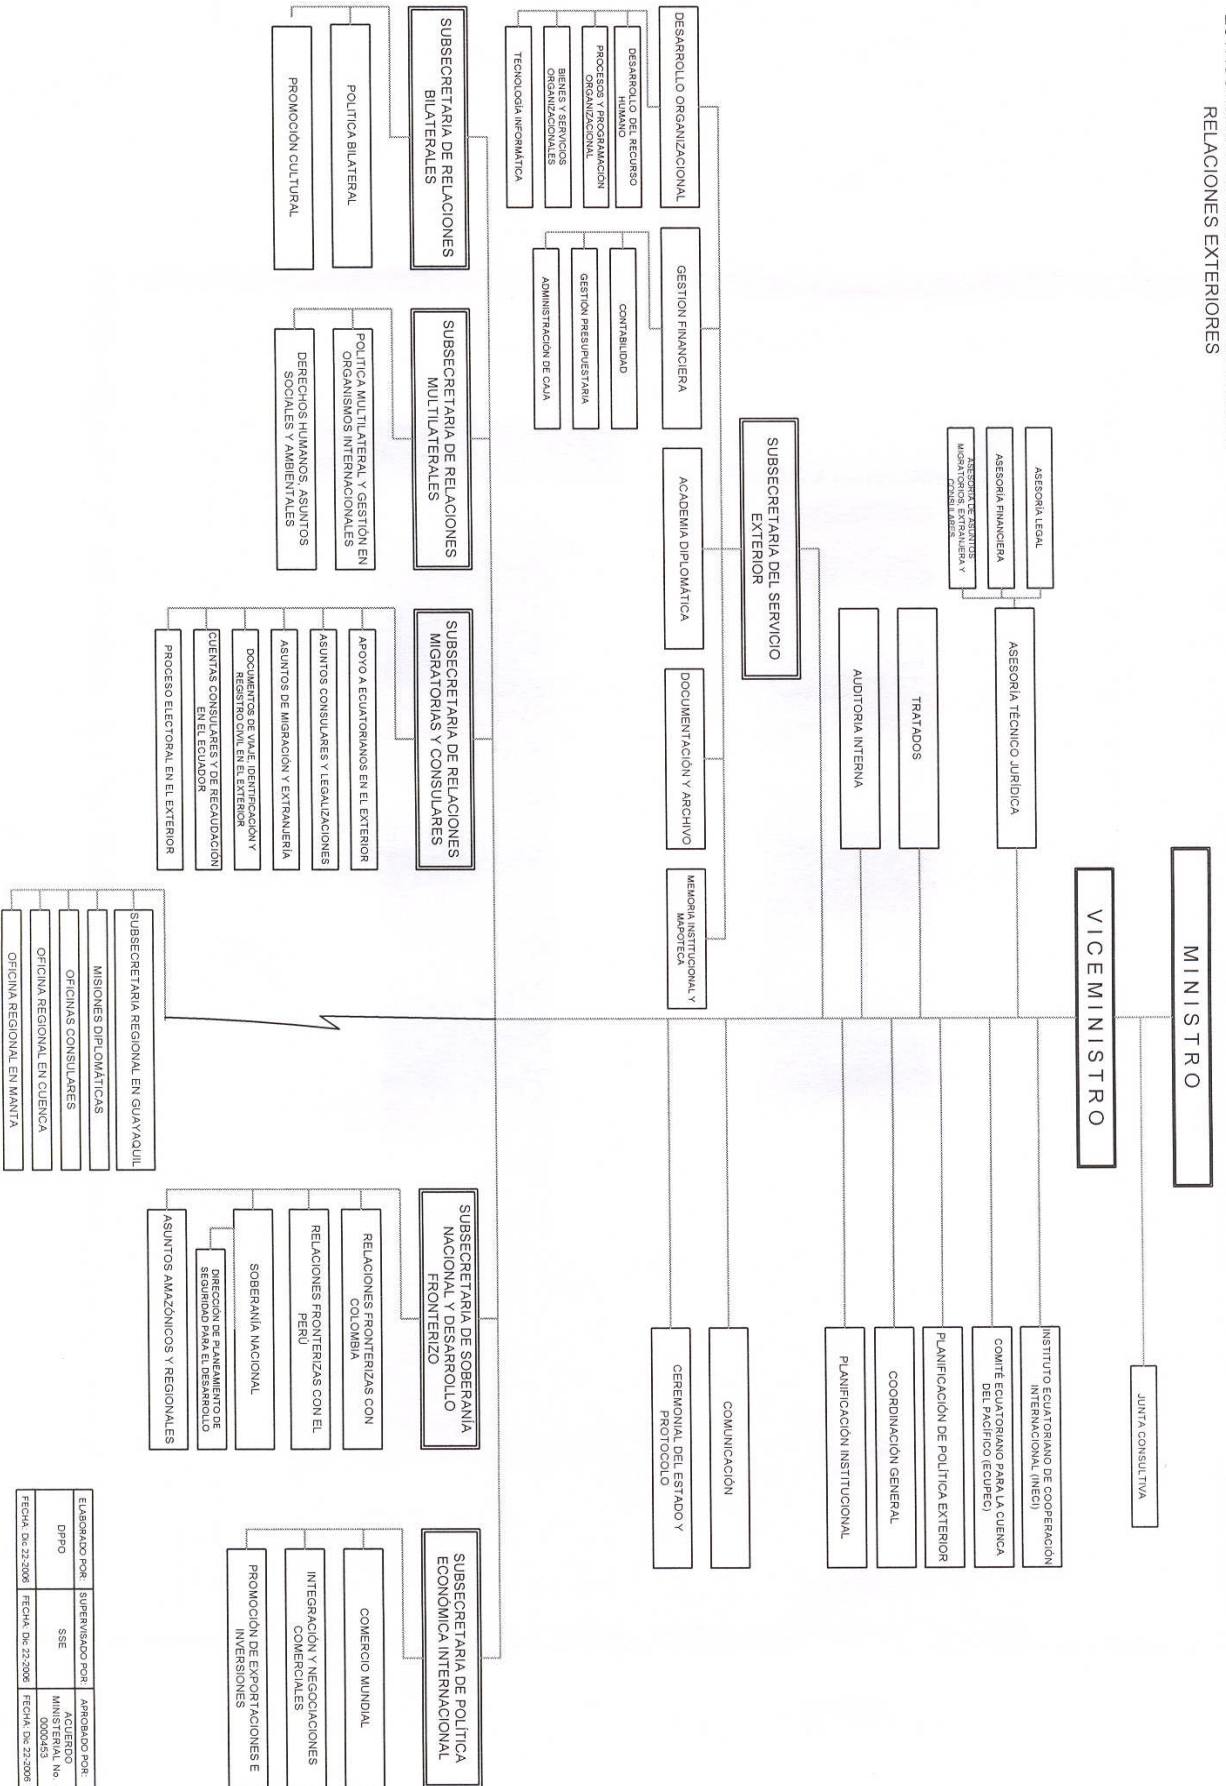 RELACIONES EXTERIORES
MINISTRO
JUNTA CONSULTIVA
VICEMINISTRO
ASESORÍA LEGAL
ASESORÍA FINANCIERA
ASESORÍA DE ASUNTOS
MIGRATORIOS, EXTRANJERA Y
CONSULARES
ASESORÍA TÉCNICO JURÍDICA
TRATADOS
AUDITORIA INTERNA
INSTITUTO ECUATORIANO DE COOPERACIÓN
INTERNACIONAL (INECI)
COMITÉ ECUATORIANO PARA LA CUENCA
DEL PACÍFICO (ECUPEC)
PLANIFICACIÓN DE POLÍTICA EXTERIOR
COORDINACIÓN GENERAL
PLANIFICACIÓN INSTITUCIONAL
SUBSECRETARIA DEL SERVICIO
EXTERIOR
COMUNICACIÓN
CEREMONIAL DEL ESTADO Y
PROTOCOLO
DESARROLLO ORGANIZACIONAL
DESARROLLO DEL RECURSO
HUMANO
PROCESOS Y PROGRAMACIÓN
ORGANIZACIONAL
BIENES Y SERVICIOS
ORGANIZACIONALES
TECNOLOGÍA INFORMÁTICA
GESTION FINANCIERA
CONTABILIDAD
GESTIÓN PRESUPUESTARIA
ADMINISTRACIÓN DE CAJA
ACADEMIA DIPLOMÁTICA
DOCUMENTACIÓN Y ARCHIVO
MEMORIA INSTITUCIONAL Y
MAPOTECA
SUBSECRETARIA DE RELACIONES
BILATERALES
POLITICA BILATERAL
PROMOCIÓN CULTURAL
SUBSECRETARIA DE RELACIONES
MULTILATERALES
POLITICA MULTILATERAL Y GESTIÓN EN
ORGANISMOS INTERNACIONALES
DERECHOS HUMANOS, ASUNTOS
SOCIALES Y AMBIENTALES
SUBSECRETARIA DE RELACIONES
MIGRATORIAS Y CONSULARES
APOYO A ECUATORIANOS EN EL EXTERIOR
ASUNTOS CONSULARES Y LEGALIZACIONES
ASUNTOS DE MIGRACIÓN Y EXTRANJERÍA
DOCUMENTOS DE VIAJE, IDENTIFICACIÓN Y
REGISTRO CIVIL EN EL EXTERIOR
CUENTAS CONSULARES Y DE RECAUDACIÓN
EN EL ECUADOR
PROCESO ELECTORAL EN EL EXTERIOR
SUBSECRETARIA DE SOBERANÍA
NACIONAL Y DESARROLLO
FRONTERIZO
RELACIONES FRONTERIZAS CON
COLOMBIA
RELACIONES FRONTERIZAS CON EL
PERÚ
SOBERANÍA NACIONAL
DIRECCIÓN DE PLANEAMIENTO DE
SEGURIDAD PARA EL DESARROLLO
ASUNTOS AMAZÓNICOS Y REGIONALES
SUBSECRETARIA DE POLÍTICA
ECONÓMICA INTERNACIONAL
COMERCIO MUNDIAL
INTEGRACIÓN Y NEGOCIACIONES
COMERCIALES
PROMOCIÓN DE EXPORTACIONES E
INVERSIONES
SUBSECRETARIA REGIONAL EN GUAYAQUIL
MISIONES DIPLOMÁTICAS
OFICINAS CONSULARES
OFICINA REGIONAL EN CUENCA
OFICINA REGIONAL EN MANTA
ELABORADO POR: SUPERVISADO POR: APROBADO POR:
DPPO SSE ACUERDO
MINISTERIAL No.
0000453
FECHA: Dic 22-2006 FECHA: Dic 22-2006 FECHA: Dic 22-2006